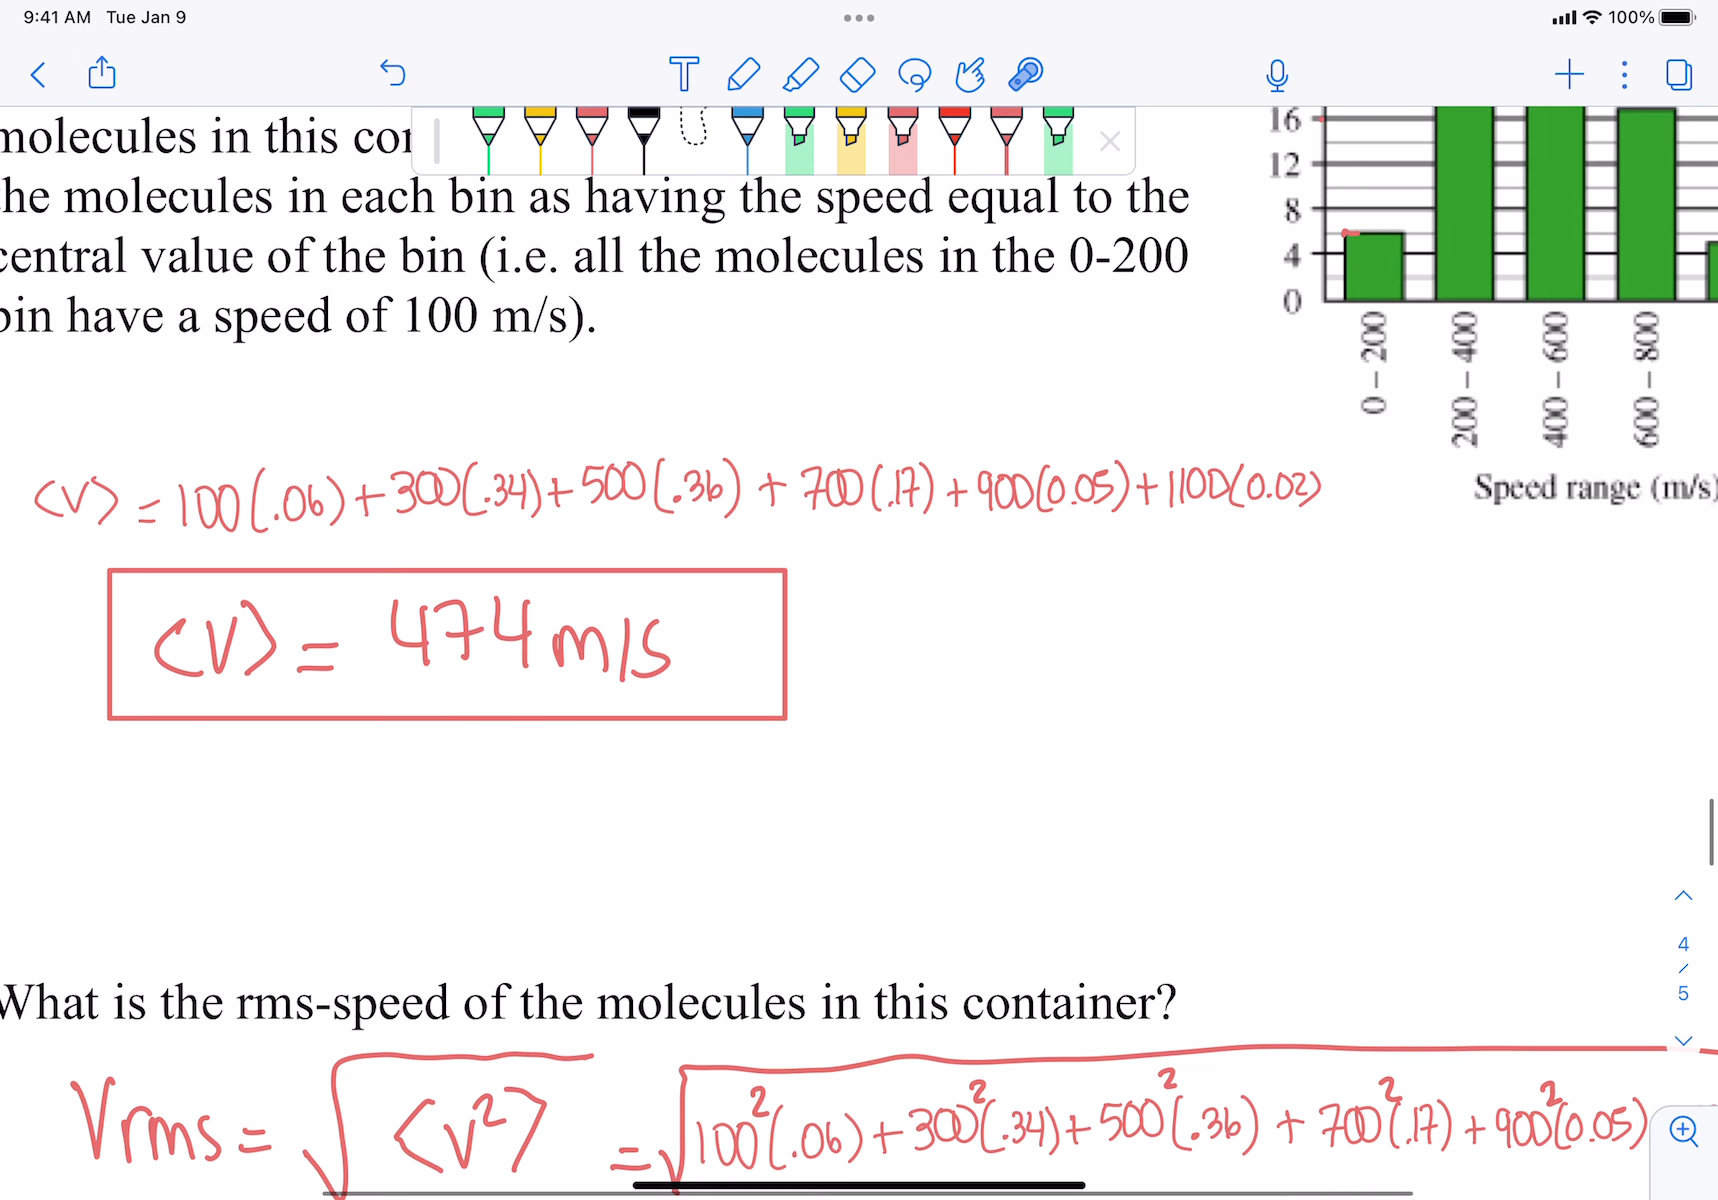 9:41 AM Tue Jan 9
100%
molecules in this con
the molecules in each bin as having the speed equal to the
central value of the bin (i.e. all the molecules in the 0-200
bin have a speed of 100 m/s).
16
12
8
4
0
0 – 200
200 – 400
400 – 600
600 – 800
Speed range (m/s)
<V> = 100(.06) + 300(.34) + 500(.36) + 700(.17) + 900(0.05) + 1100(0.02)
<V> = 474 m/s
4
/
5
What is the rms-speed of the molecules in this container?
Vrms = √<V²> = √100²(.06) + 300²(.34) + 500²(.36) + 700²(.17) + 900²(0.05)